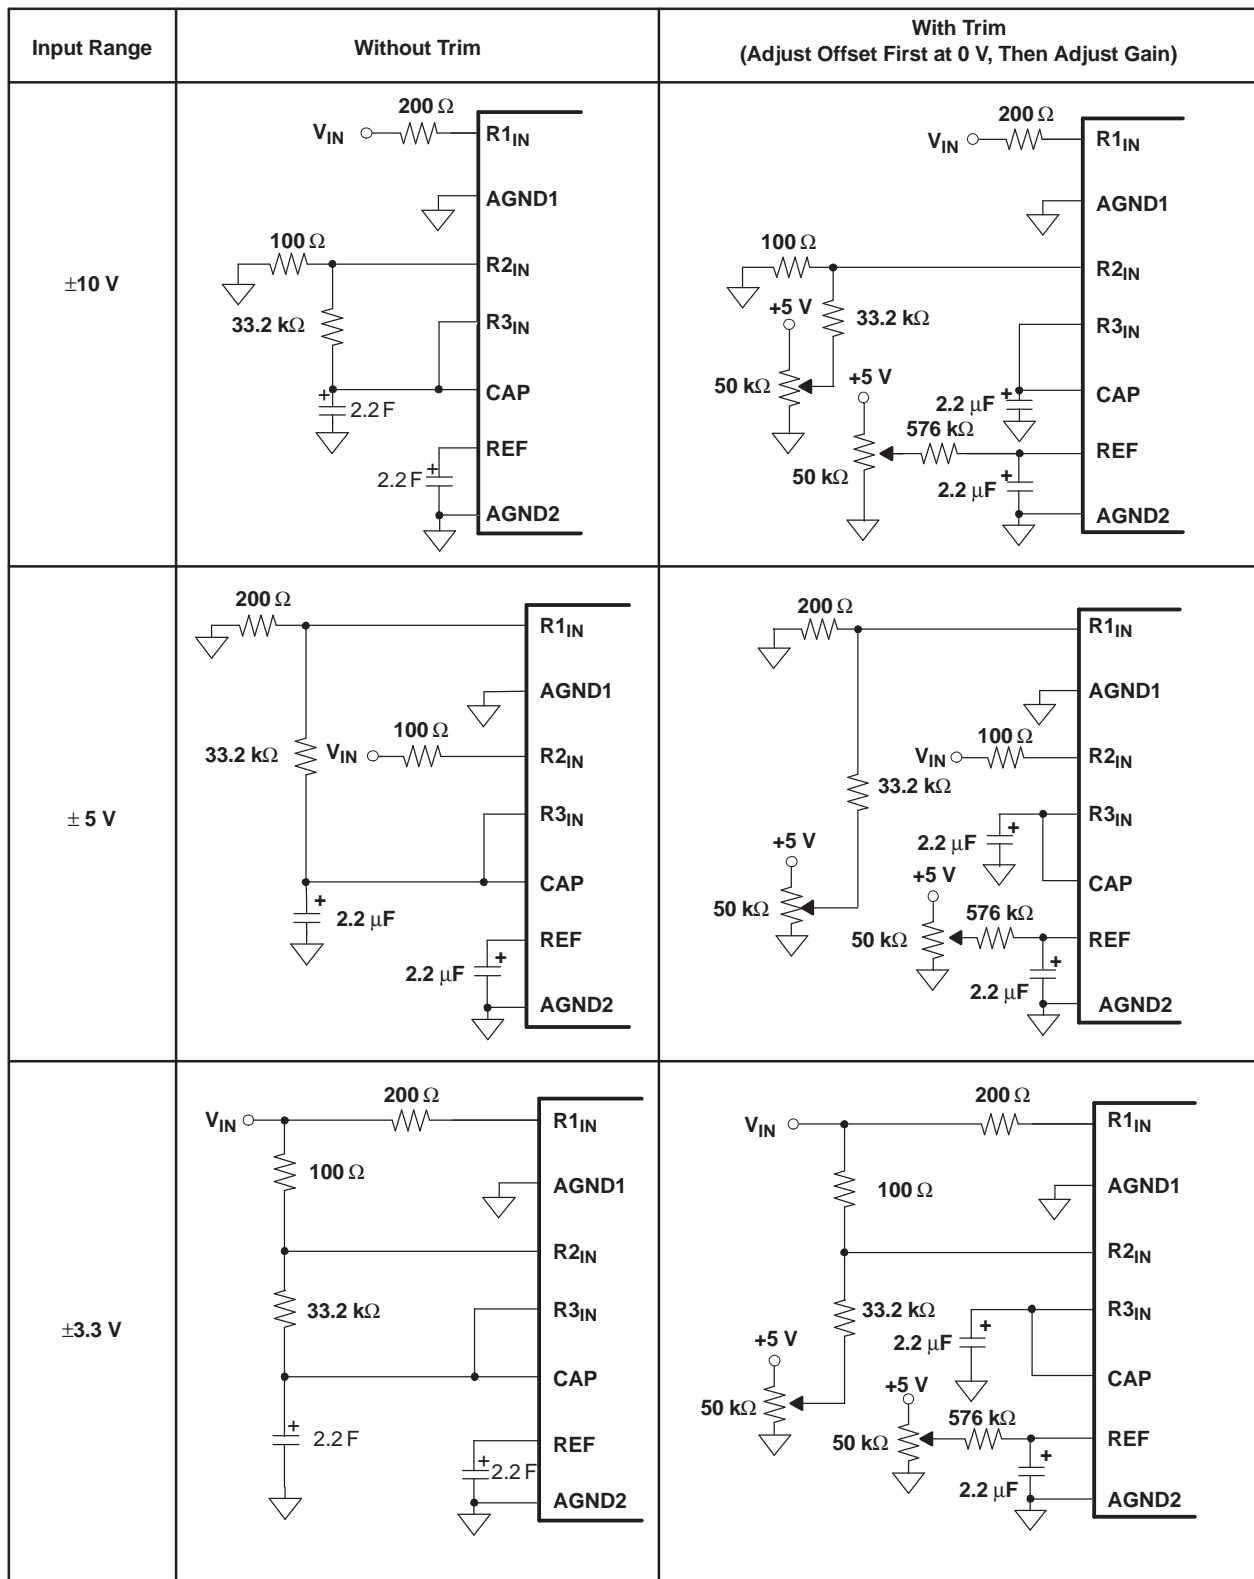 Input Range
Without Trim
With Trim
(Adjust Offset First at 0 V, Then Adjust Gain)
±10 V
200 Ω
VIN
R1IN
AGND1
100 Ω
R2IN
33.2 kΩ
R3IN
+
CAP
2.2 F
REF
+
2.2 F
AGND2
200 Ω
VIN
R1IN
AGND1
100 Ω
R2IN
+5 V
33.2 kΩ
R3IN
50 kΩ
+5 V
+
CAP
2.2 μF
576 kΩ
REF
50 kΩ
+
2.2 μF
AGND2
± 5 V
200 Ω
R1IN
AGND1
100 Ω
33.2 kΩ
VIN
R2IN
R3IN
CAP
+
2.2 μF
REF
+
2.2 μF
AGND2
200 Ω
R1IN
AGND1
100 Ω
VIN
R2IN
33.2 kΩ
R3IN
+
2.2 μF
+5 V
+5 V
CAP
50 kΩ
576 kΩ
50 kΩ
REF
+
2.2 μF
AGND2
±3.3 V
200 Ω
VIN
R1IN
100 Ω
AGND1
R2IN
33.2 kΩ
R3IN
CAP
+
2.2 F
REF
+
2.2 F
AGND2
200 Ω
VIN
R1IN
100 Ω
AGND1
R2IN
33.2 kΩ
R3IN
+
2.2 μF
+5 V
CAP
+5 V
50 kΩ
576 kΩ
50 kΩ
REF
+
2.2 μF
AGND2